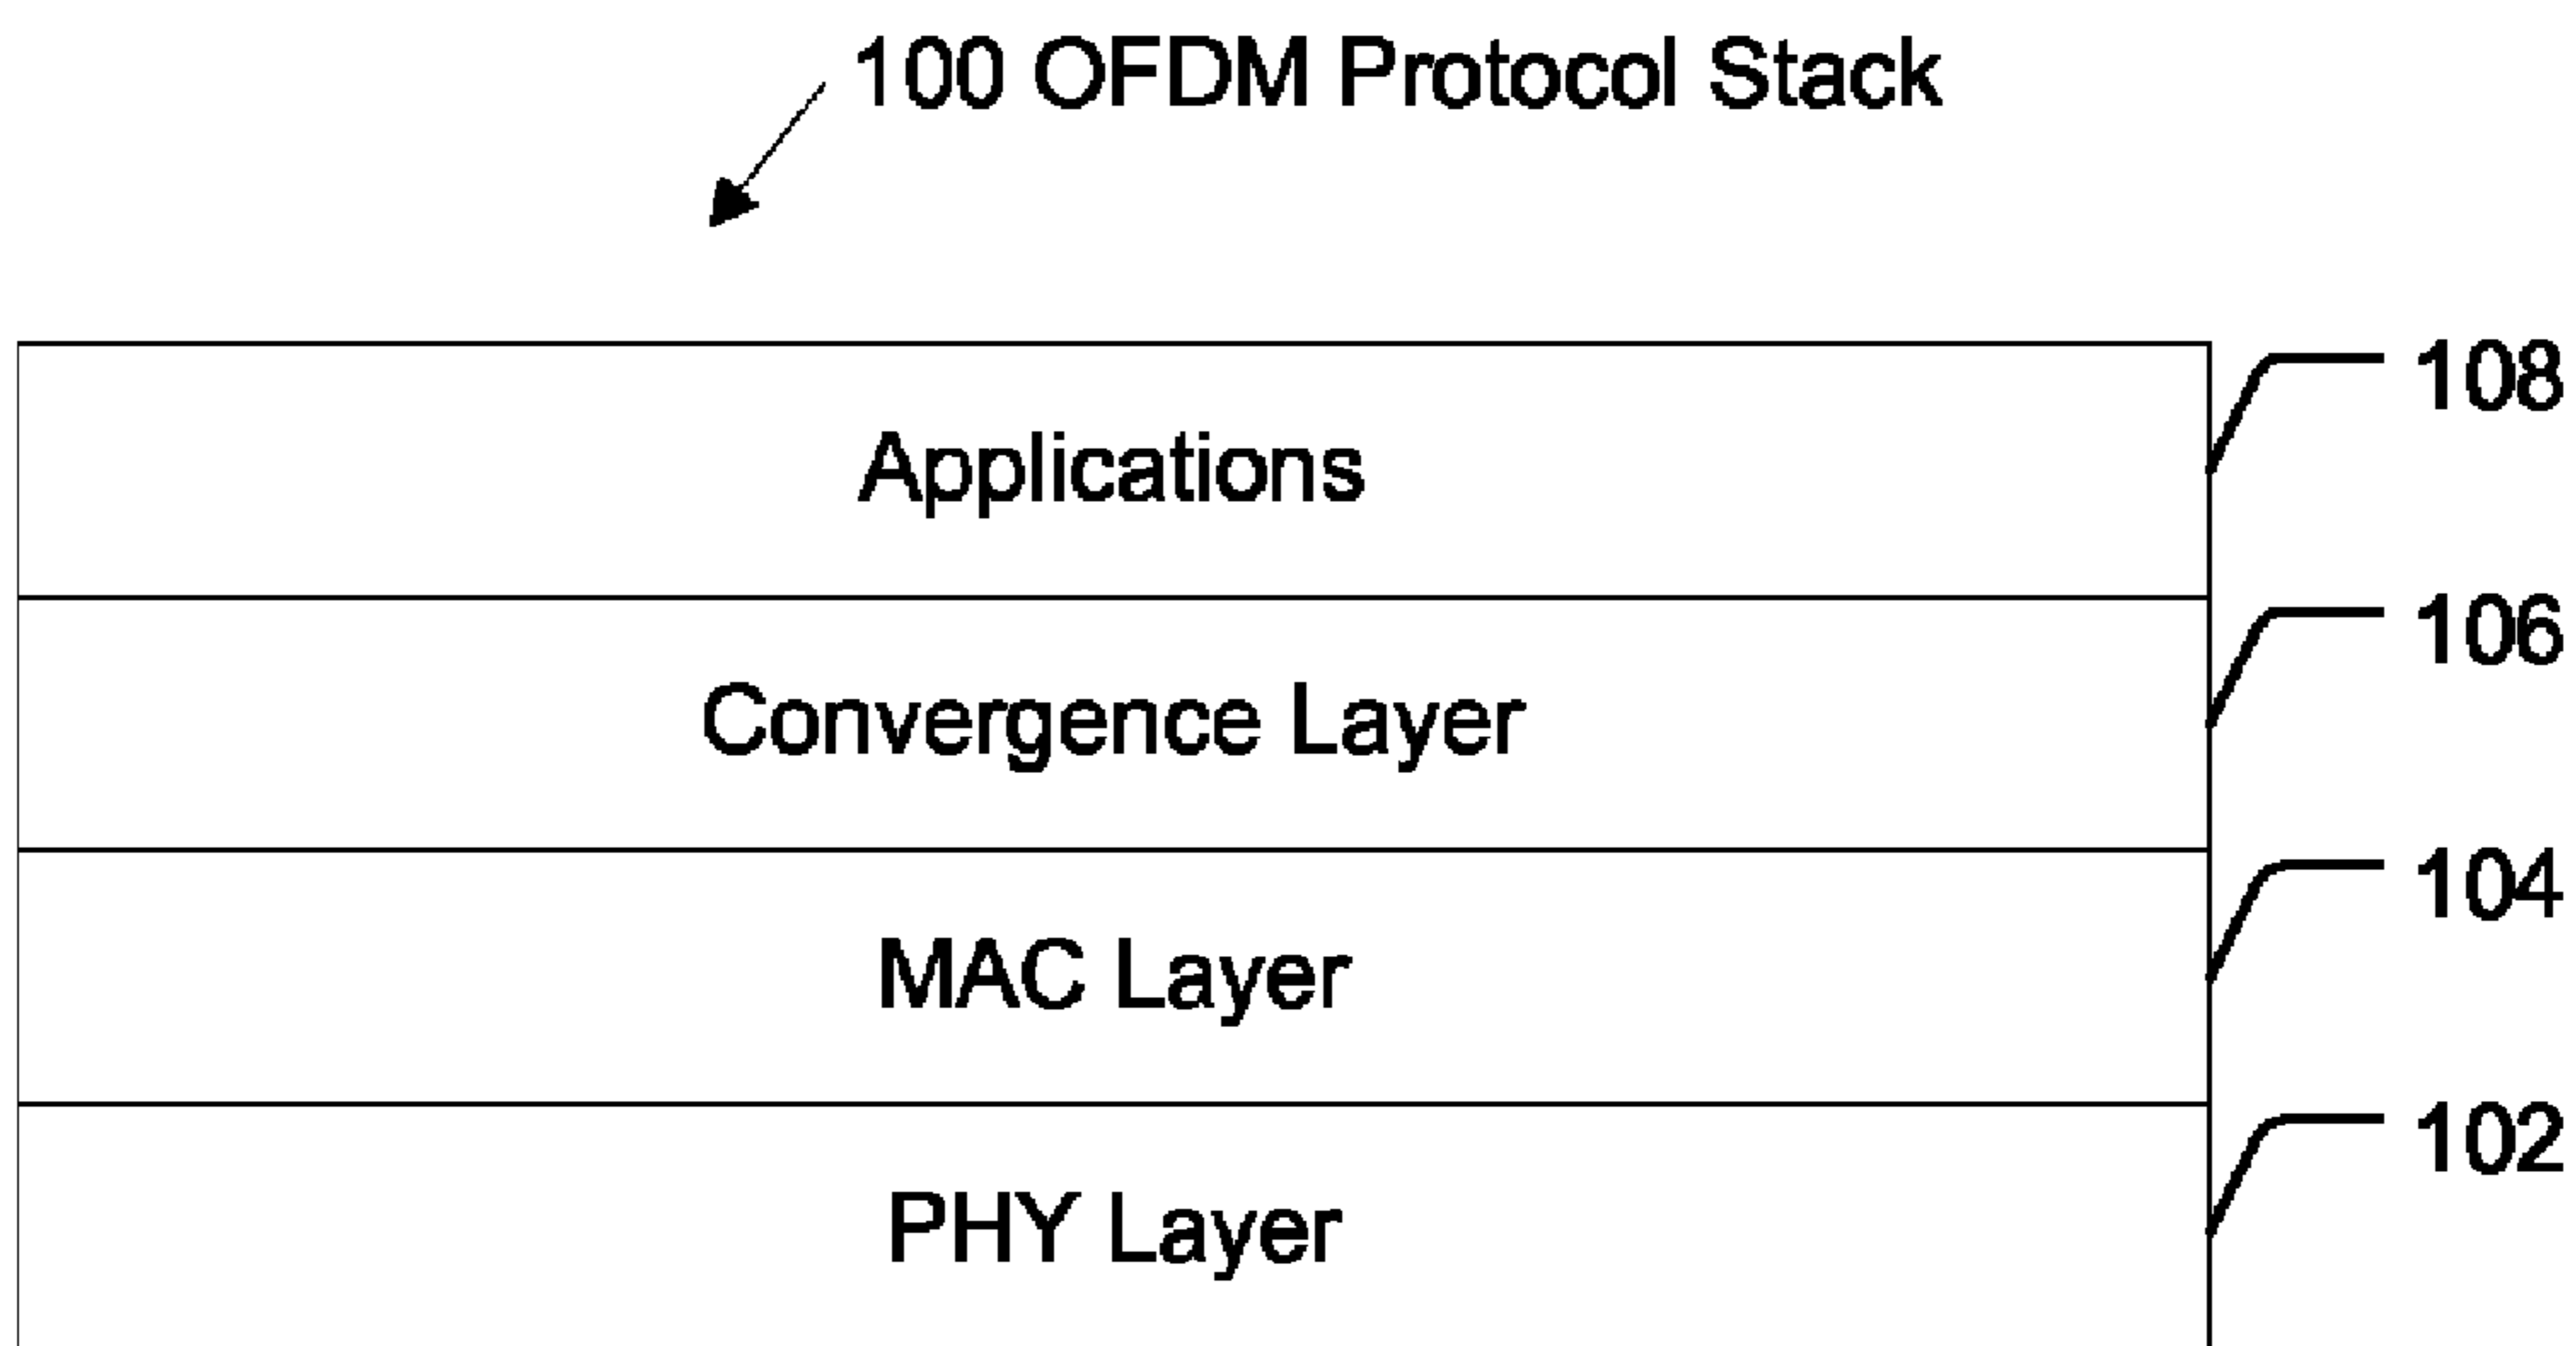 100 OFDM Protocol Stack
Applications
108
Convergence Layer
106
MAC Layer
104
PHY Layer
102